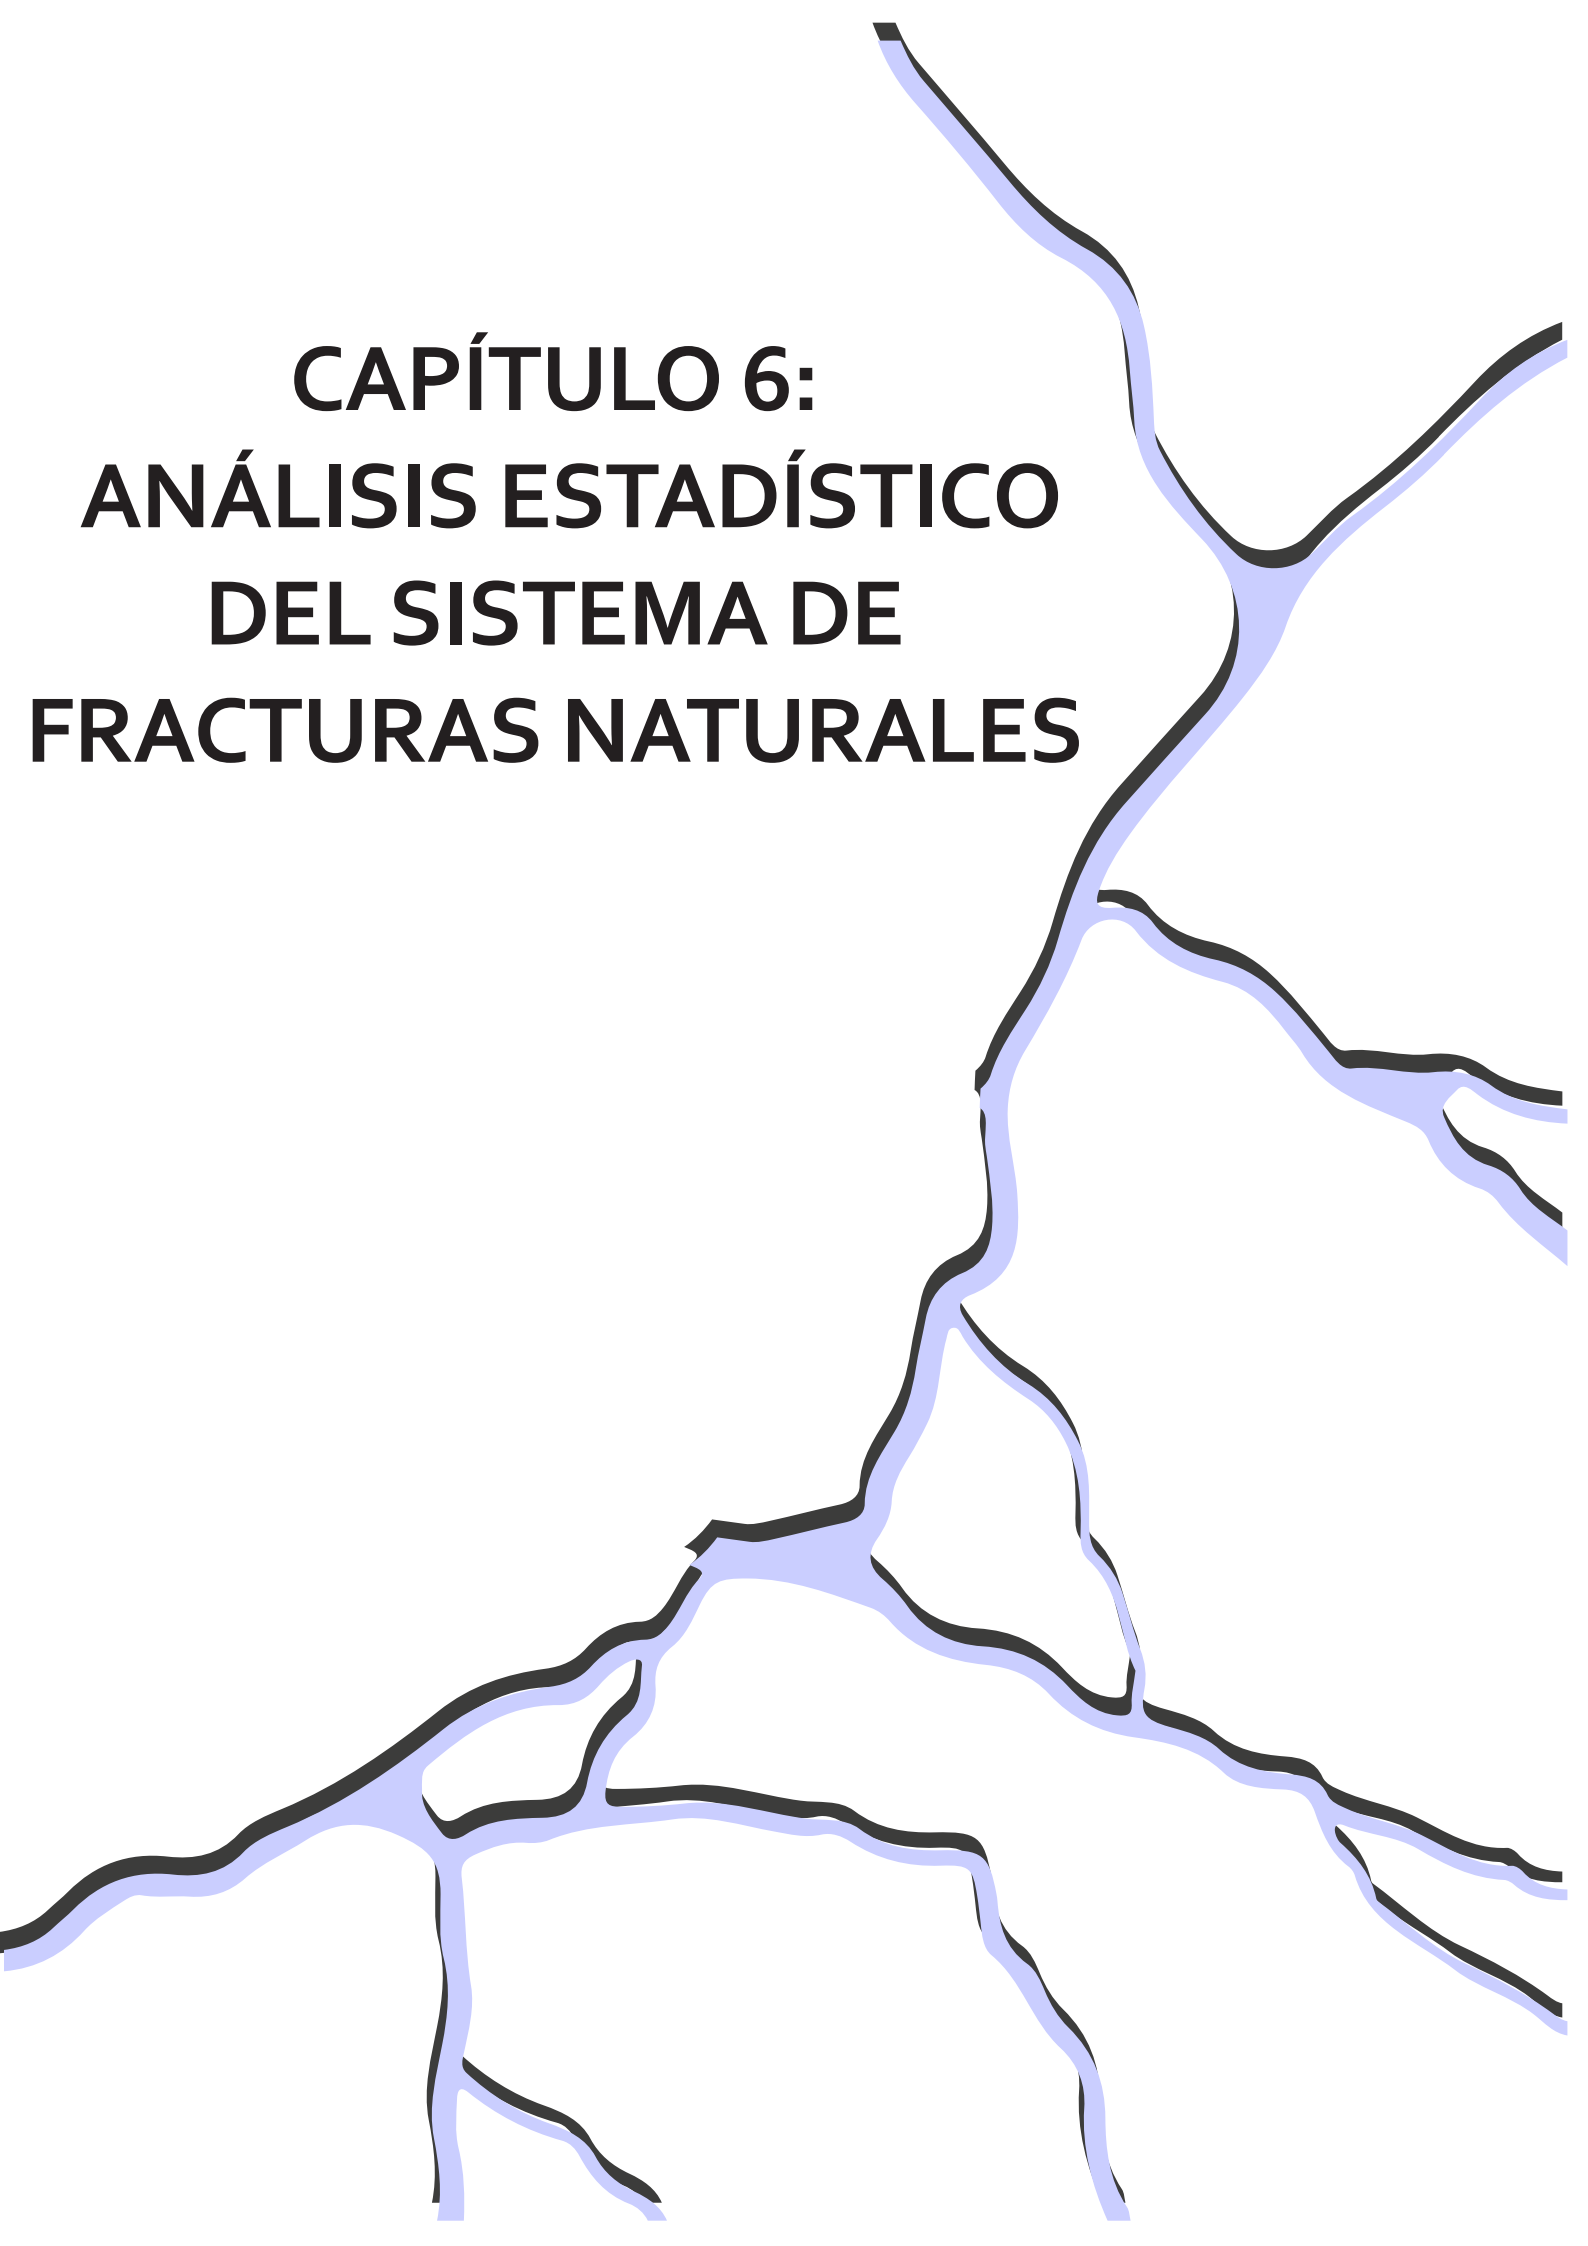 CAPÍTULO 6:
ANÁLISIS ESTADÍSTICO
DEL SISTEMA DE
FRACTURAS NATURALES